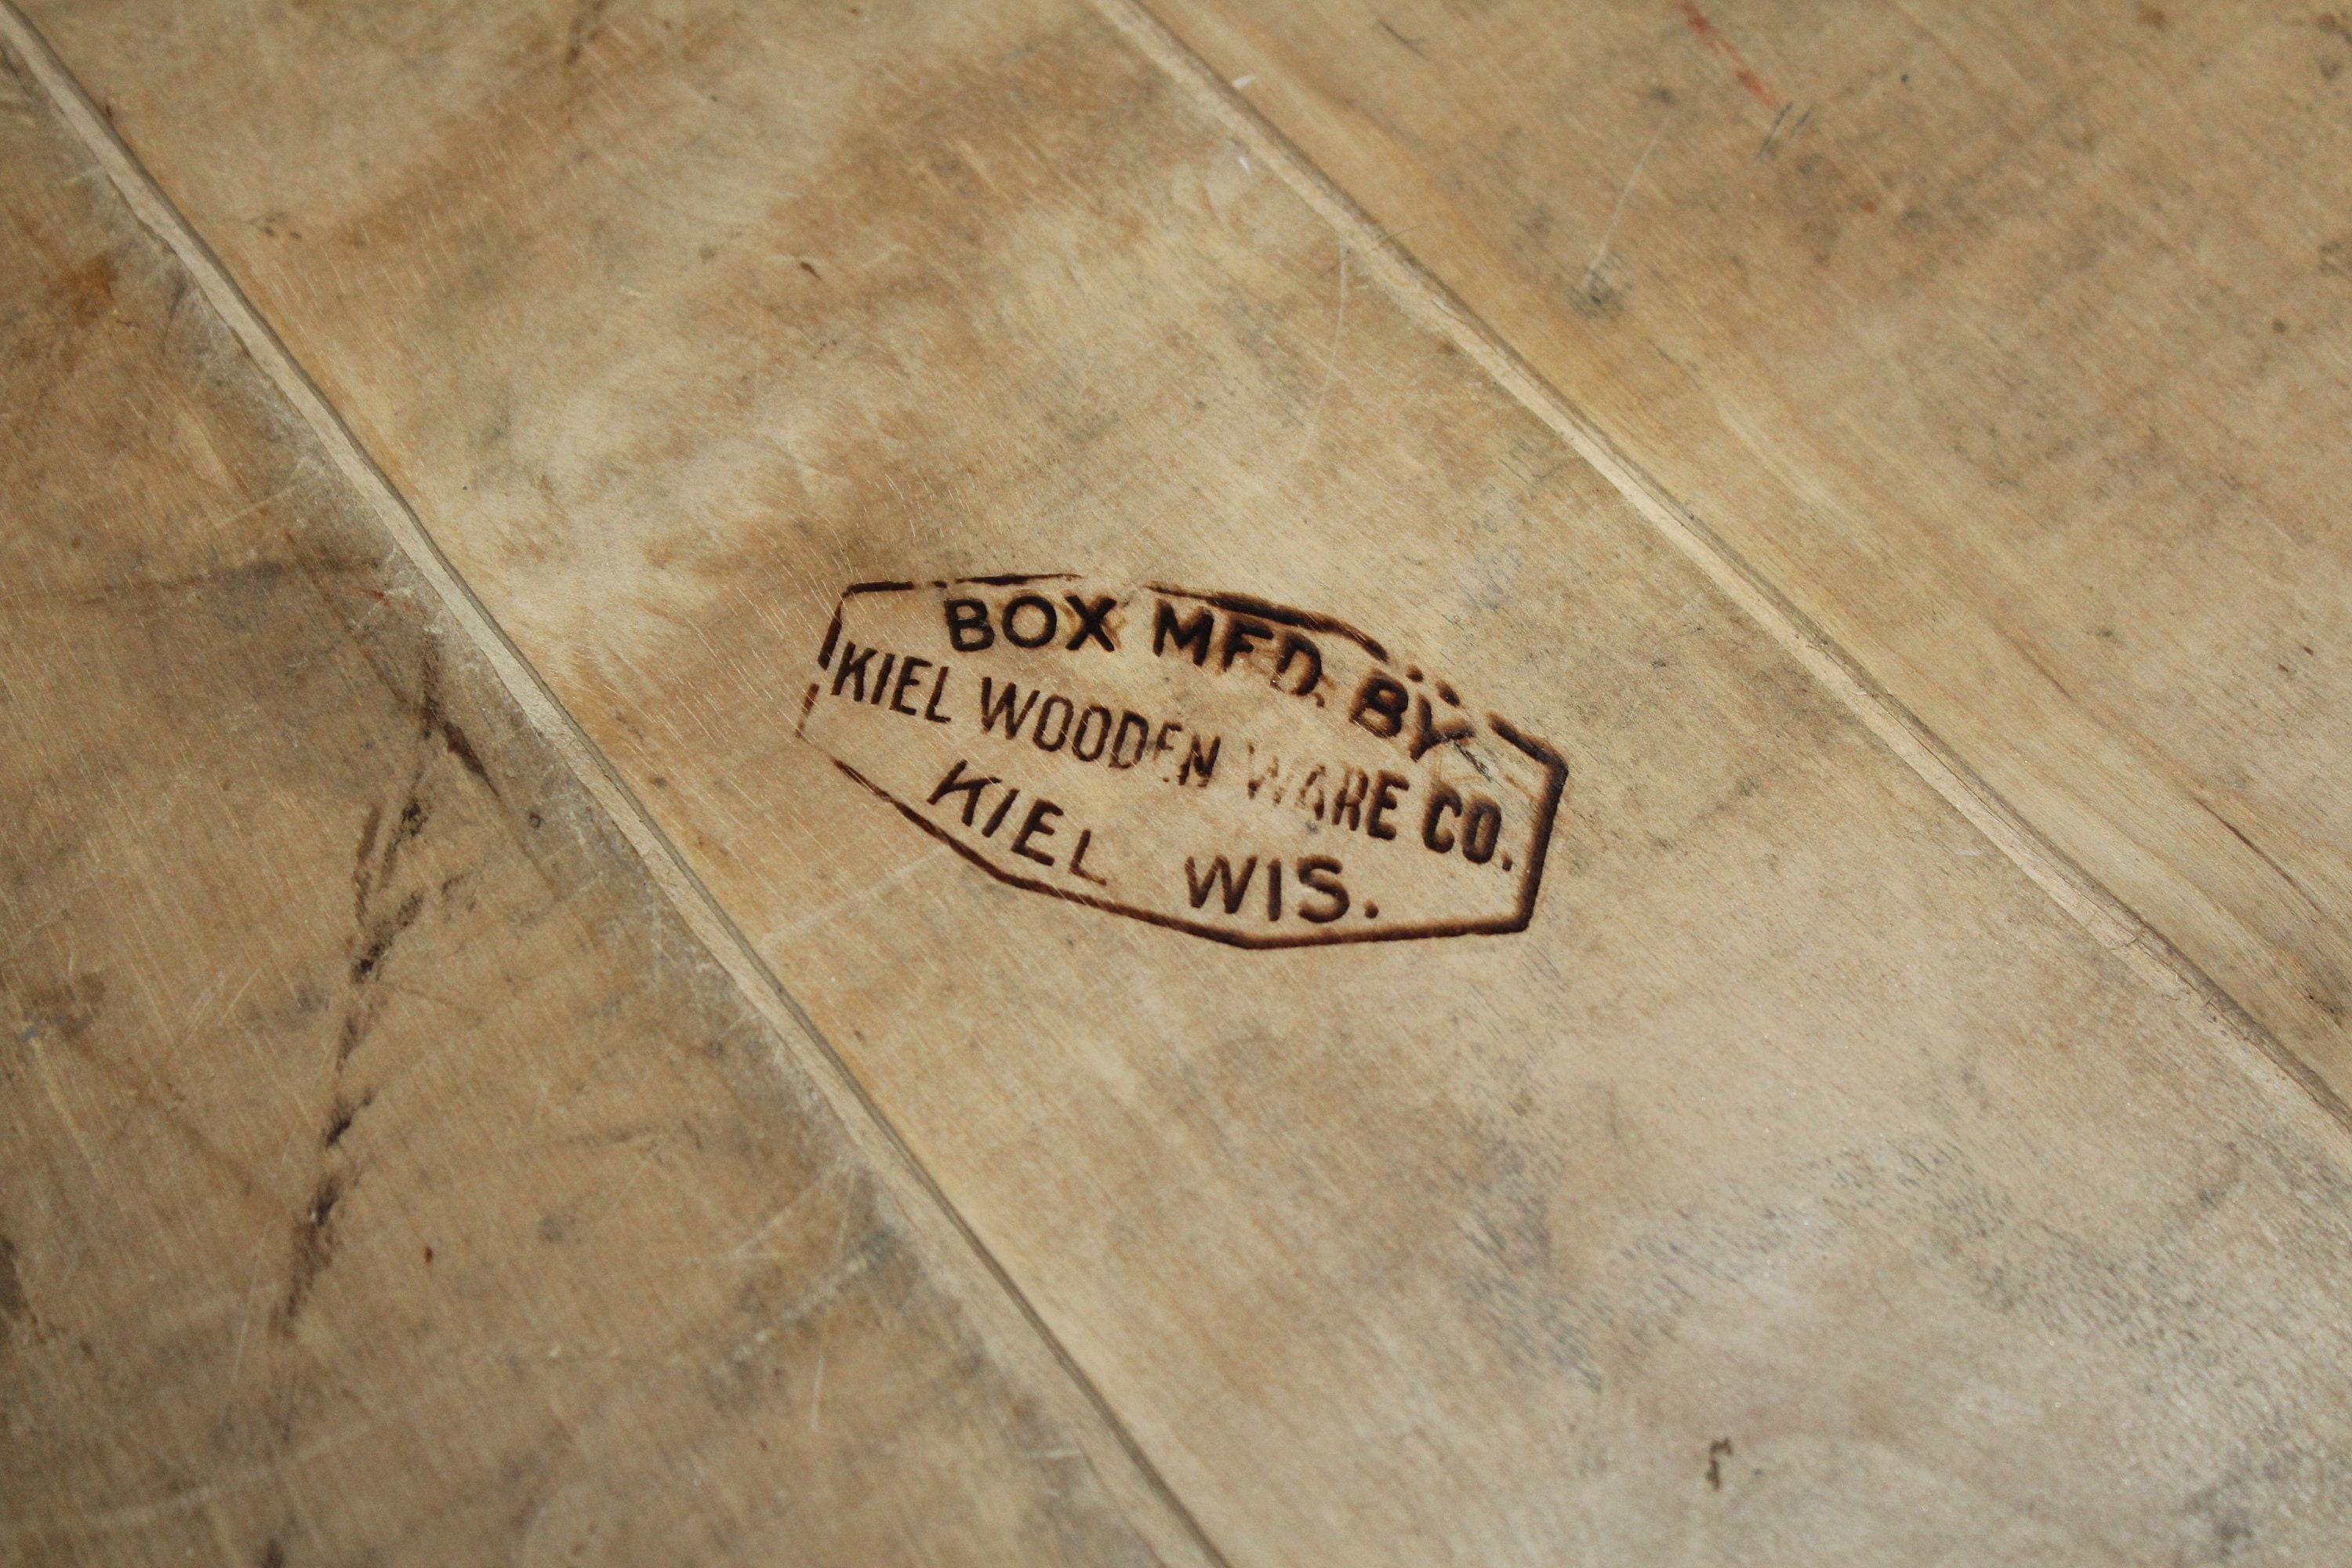 BOX MFD. BY
KIEL WOODEN WARE CO.
KIEL WIS.